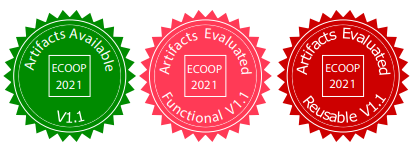 Artifacts Available
ECOOP
2021
V1.1
Artifacts Evaluated
ECOOP
2021
Functional V1.1
Artifacts Evaluated
ECOOP
2021
Reusable V1.1